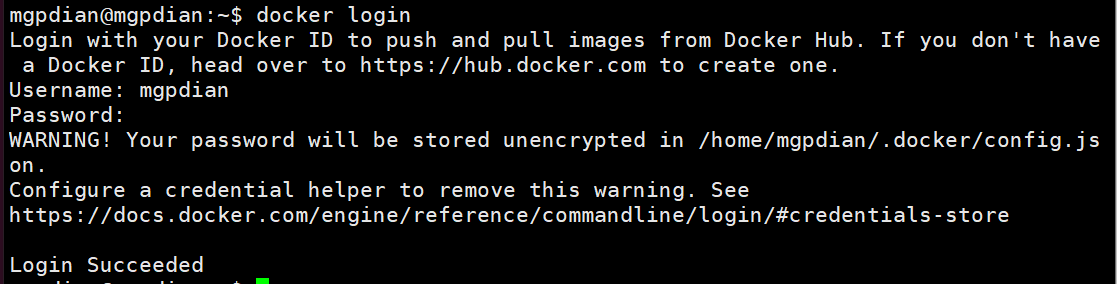 mgpdian@mgpdian:~$ docker login
Login with your Docker ID to push and pull images from Docker Hub. If you don't have
 a Docker ID, head over to https://hub.docker.com to create one.
Username: mgpdian
Password:
WARNING! Your password will be stored unencrypted in /home/mgpdian/.docker/config.js
on.
Configure a credential helper to remove this warning. See
https://docs.docker.com/engine/reference/commandline/login/#credentials-store

Login Succeeded